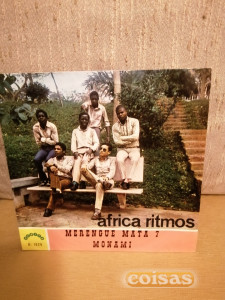 africa ritmos
MERENGUE MATA 7
MONAMI
coisas